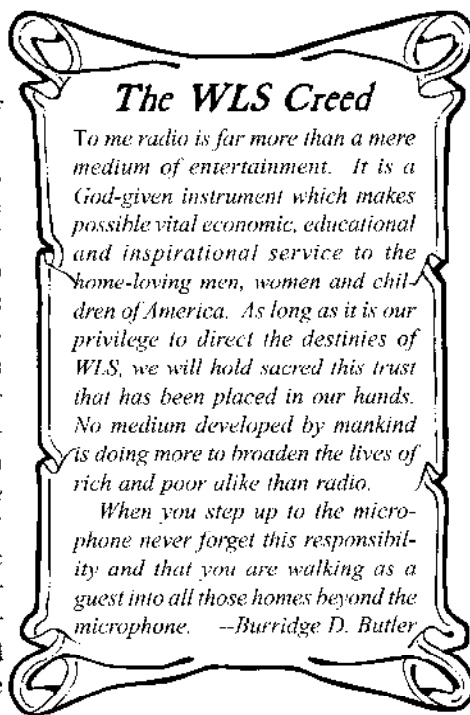 The WLS Creed
To me radio is far more than a mere
medium of entertainment. It is a
God-given instrument which makes
possible vital economic, educational
and inspirational service to the
home-loving men, women and chil-
dren of America. As long as it is our
privilege to direct the destinies of
WLS, we will hold sacred this trust
that has been placed in our hands.
No medium developed by mankind
is doing more to broaden the lives of
rich and poor alike than radio.
When you step up to the micro-
phone never forget this responsibil-
ity and that you are walking as a
guest into all those homes beyond the
microphone. --Burridge D. Butler